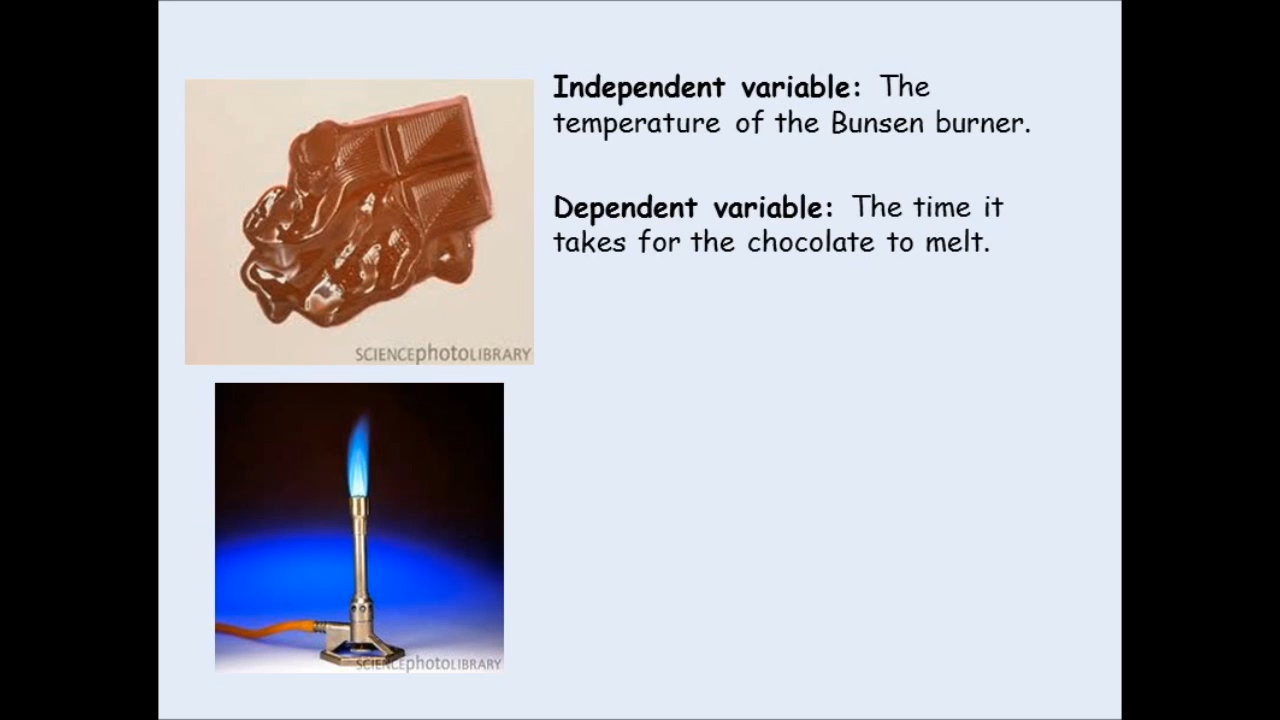 Independent variable: The
temperature of the Bunsen burner.
Dependent variable: The time it
takes for the chocolate to melt.
SCIENCEphotoLIBRARY
SCIENCEphotoLIBRARY